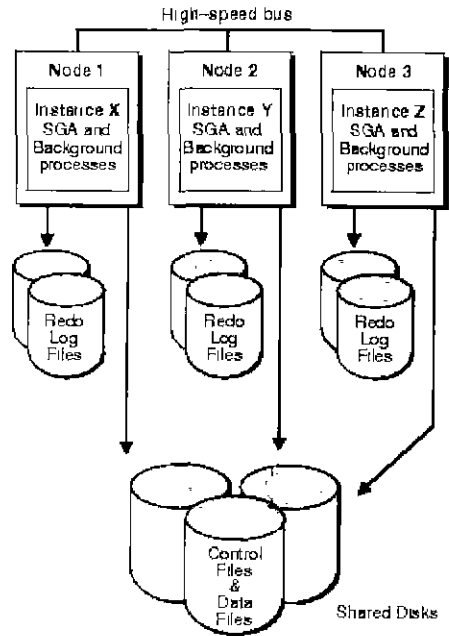 High-speed bus
Node 1
Node 2
Node 3
Instance X
SGA and
Background
processes
Instance Y
SGA and
Background
processes
Instance Z
SGA and
Background
processes
Redo
Log
Files
Redo
Log
Files
Redo
Log
Files
Control
Files
&
Data
Files
Shared Disks